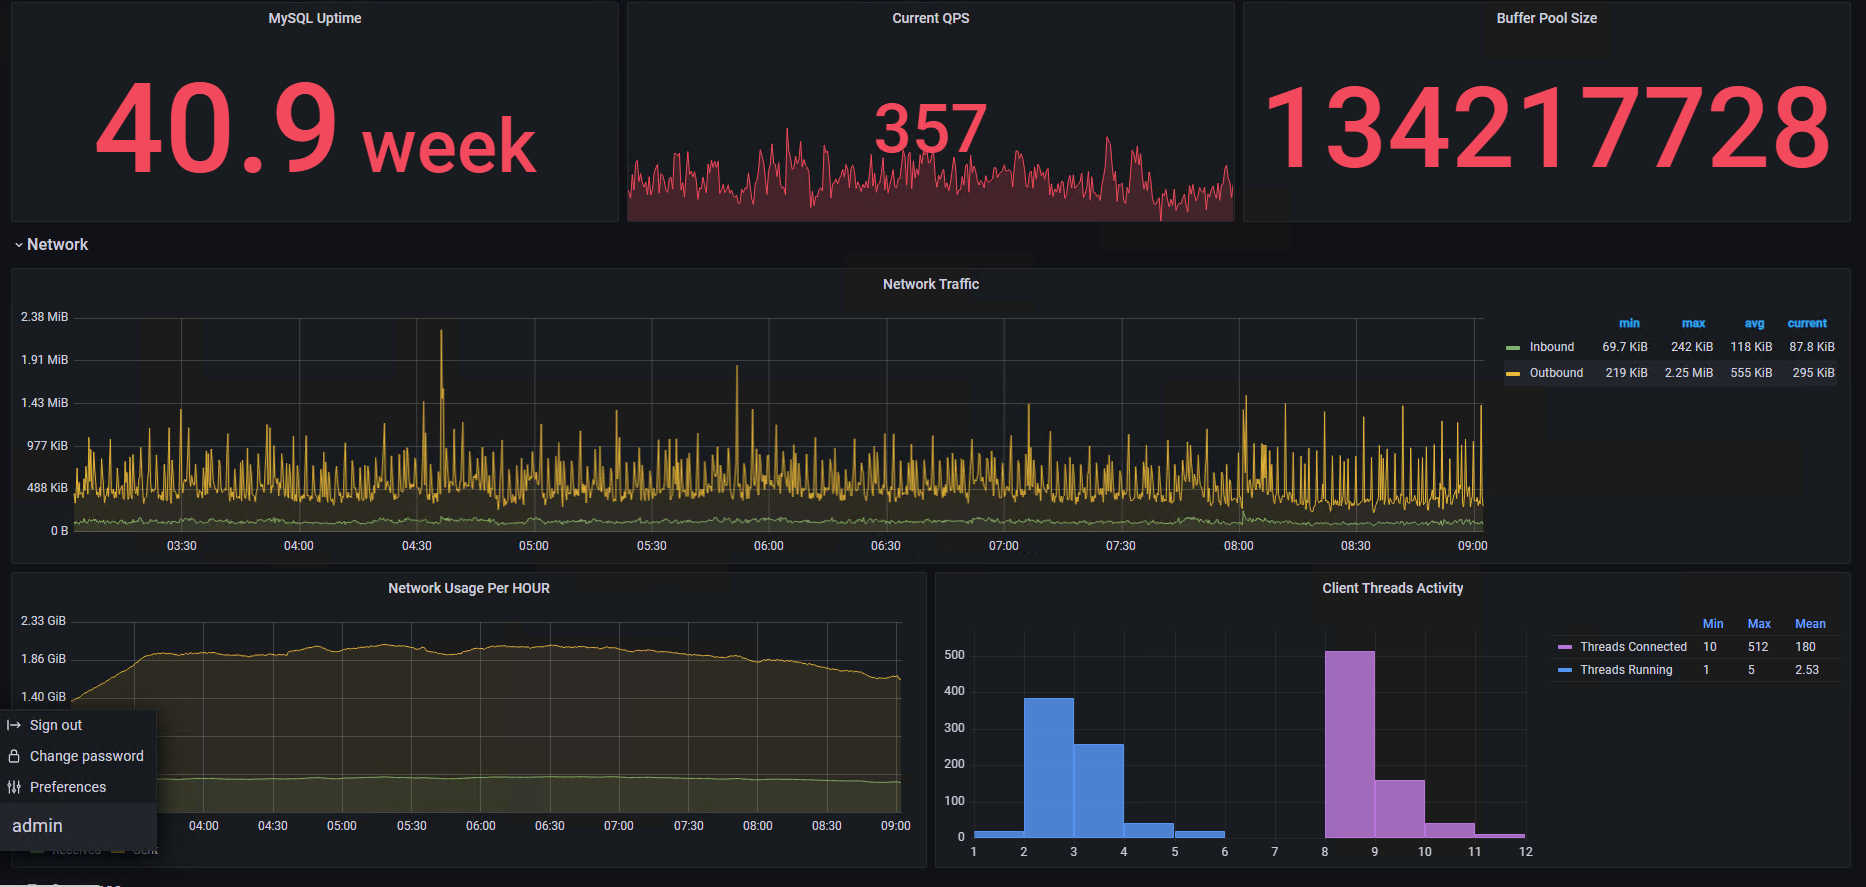 MySQL Uptime
40.9 week
Current QPS
357
Buffer Pool Size
134217728
Network
Network Traffic
2.38 MiB
1.91 MiB
1.43 MiB
977 KiB
488 KiB
0 B
03:30 04:00 04:30 05:00 05:30 06:00 06:30 07:00 07:30 08:00 08:30 09:00
min max avg current
Inbound 69.7 KiB 242 KiB 118 KiB 87.8 KiB
Outbound 219 KiB 2.25 MiB 555 KiB 295 KiB
Network Usage Per HOUR
2.33 GiB
1.86 GiB
1.40 GiB
04:00 04:30 05:00 05:30 06:00 06:30 07:00 07:30 08:00 08:30 09:00
Sign out
Change password
Preferences
admin
Received Sent
Client Threads Activity
500
400
300
200
100
0
1 2 3 4 5 6 7 8 9 10 11 12
Min Max Mean
Threads Connected 10 512 180
Threads Running 1 5 2.53